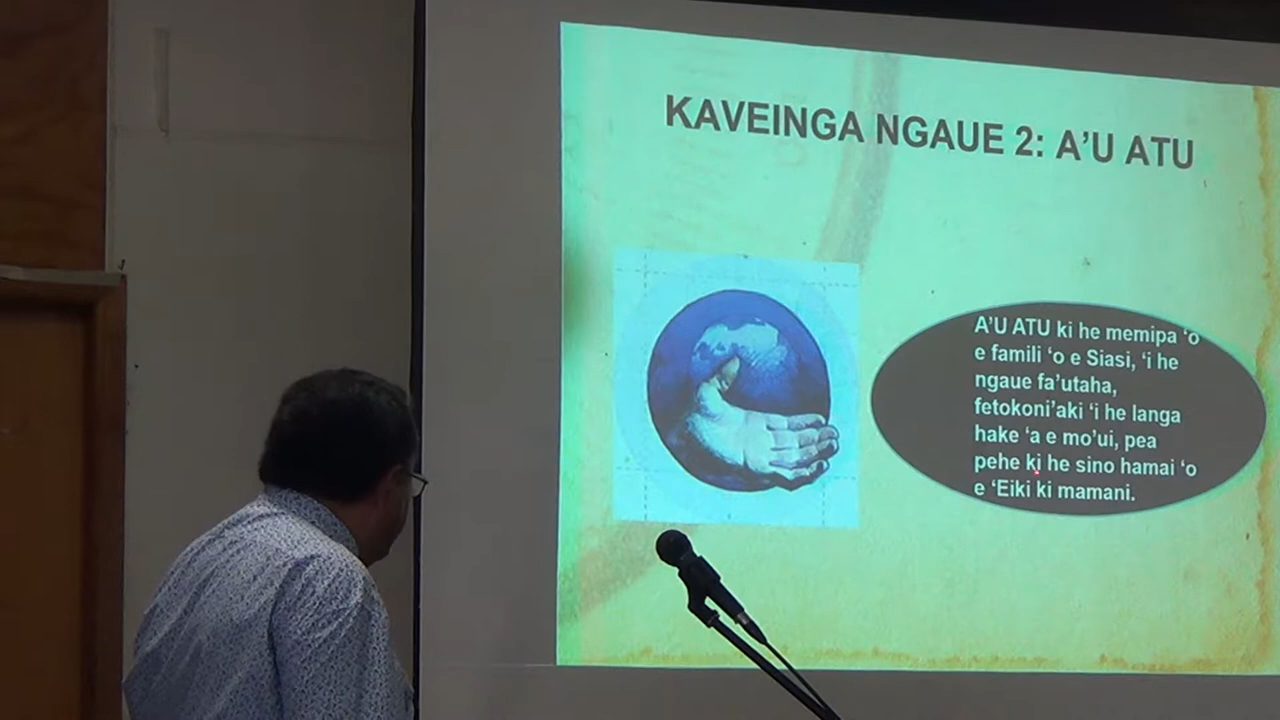 KAVEINGA NGAUE 2: A’U ATU
A’U ATU ki he memipa ‘o
e famili ‘o e Siasi, ‘i he
ngaue fa’utaha,
fetokoni’aki ‘i he langa
hake ‘a e mo’ui, pea
pehe ki he sino hamai ‘o
e ‘Eiki ki mamani.